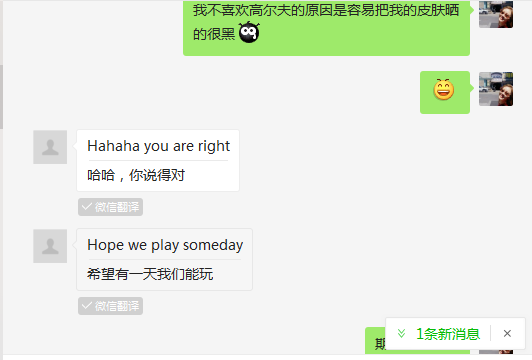 我不喜欢高尔夫的原因是容易把我的皮肤晒
的很黑
Hahaha you are right
哈哈，你说得对
微信翻译
Hope we play someday
希望有一天我们能玩
微信翻译
期
1条新消息